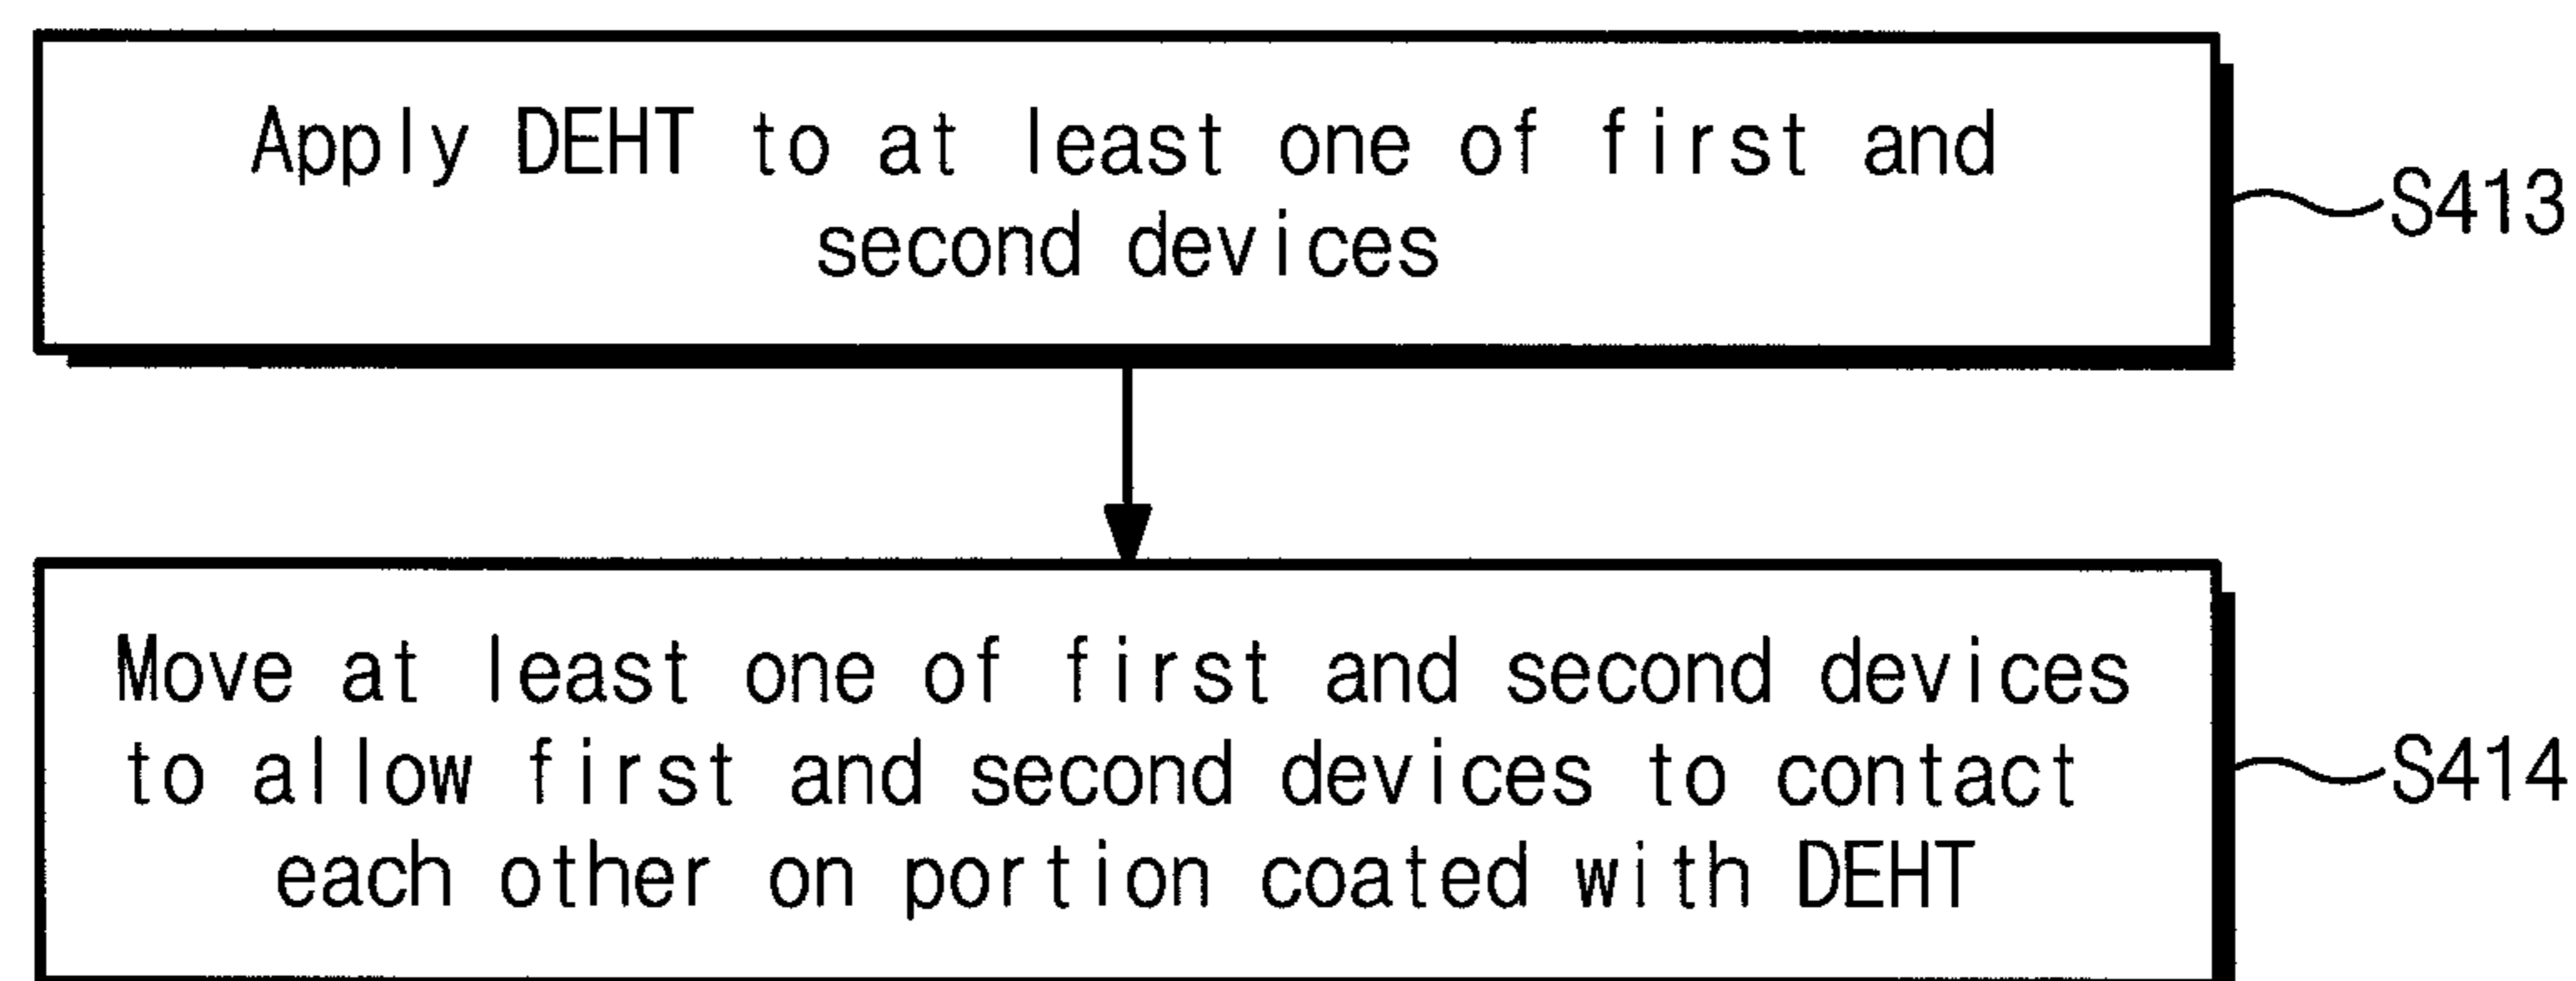 Apply DEHT to at least one of first and
second devices
S413
Move at least one of first and second devices
to allow first and second devices to contact
each other on portion coated with DEHT
S414